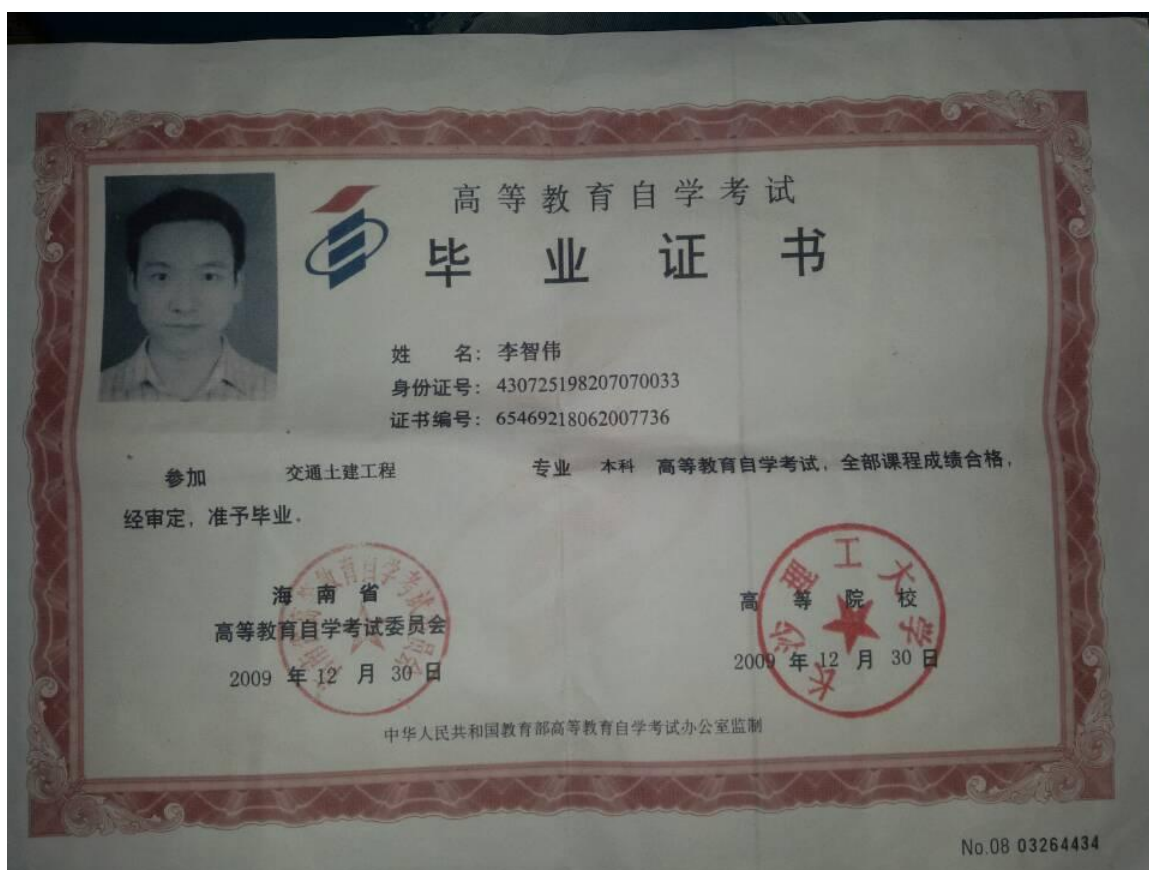 高等教育自学考试
毕业证书
姓 名：李智伟
身份证号：430725198207070033
证书编号：65469218062007736
参加 交通土建工程 专业 本科 高等教育自学考试，全部课程成绩合格，
经审定，准予毕业．
海南省
高等教育自学考试委员会
2009 年 12 月 30 日
高等院校
长沙理工大学
2009 年 12 月 30 日
中华人民共和国教育部高等教育自学考试办公室监制
No.08 03264434